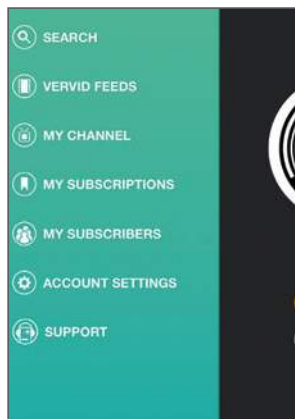 SEARCH
VERVID FEEDS
MY CHANNEL
MY SUBSCRIPTIONS
MY SUBSCRIBERS
ACCOUNT SETTINGS
SUPPORT